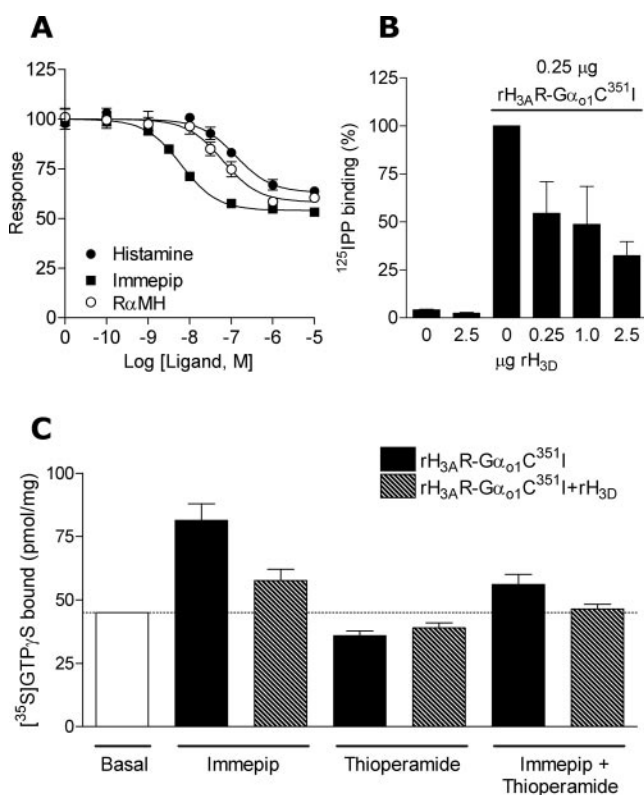 A
125
100
75
50
25
0
Response
Histamine
Immepip
RαMH
0 -10 -9 -8 -7 -6 -5
Log [Ligand, M]
B
0.25 μg
rH3AR-Gαo1C351I
125
100
75
50
25
0
125IPP binding (%)
0 2.5 0 0.25 1.0 2.5
μg rH3D
C
rH3AR-Gαo1C351I
rH3AR-Gαo1C351I+rH3D
100
75
50
25
0
[35S]GTPγS bound (pmol/mg)
Basal Immepip Thioperamide Immepip +
Thioperamide